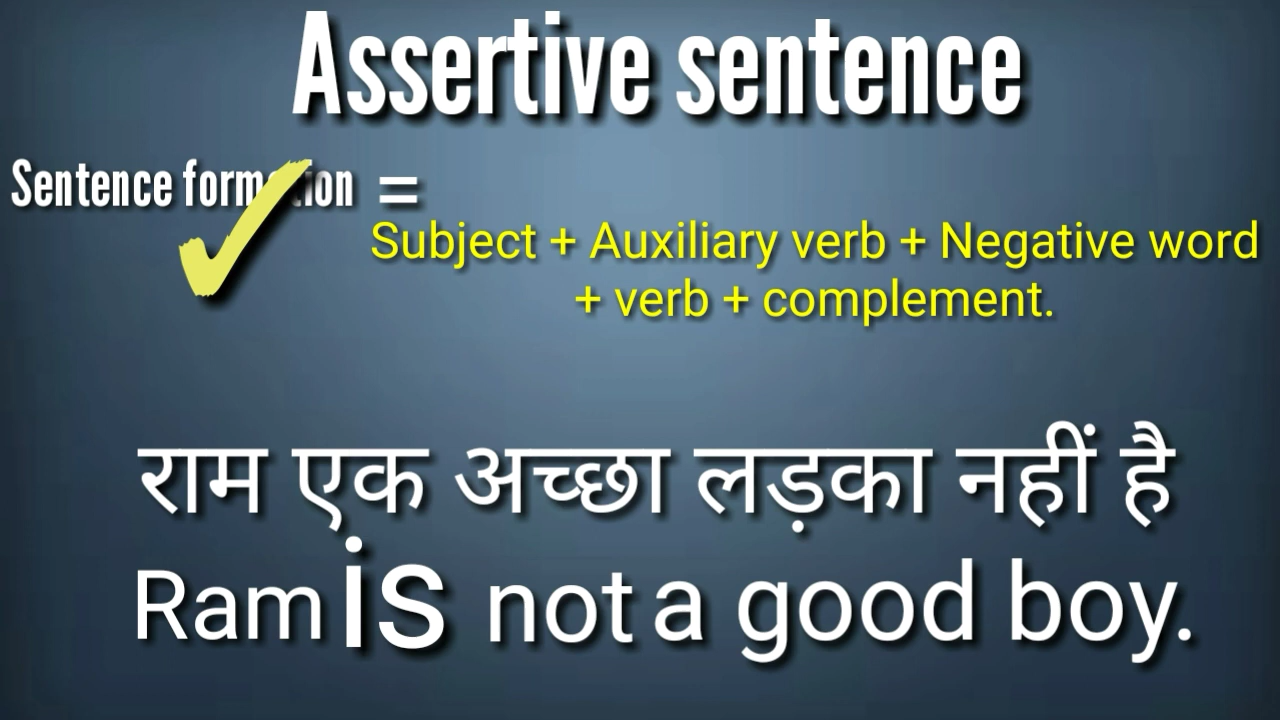 Assertive sentence
Sentence formation =
Subject + Auxiliary verb + Negative word
+ verb + complement.
राम एक अच्छा लड़का नहीं है
Ram is not a good boy.